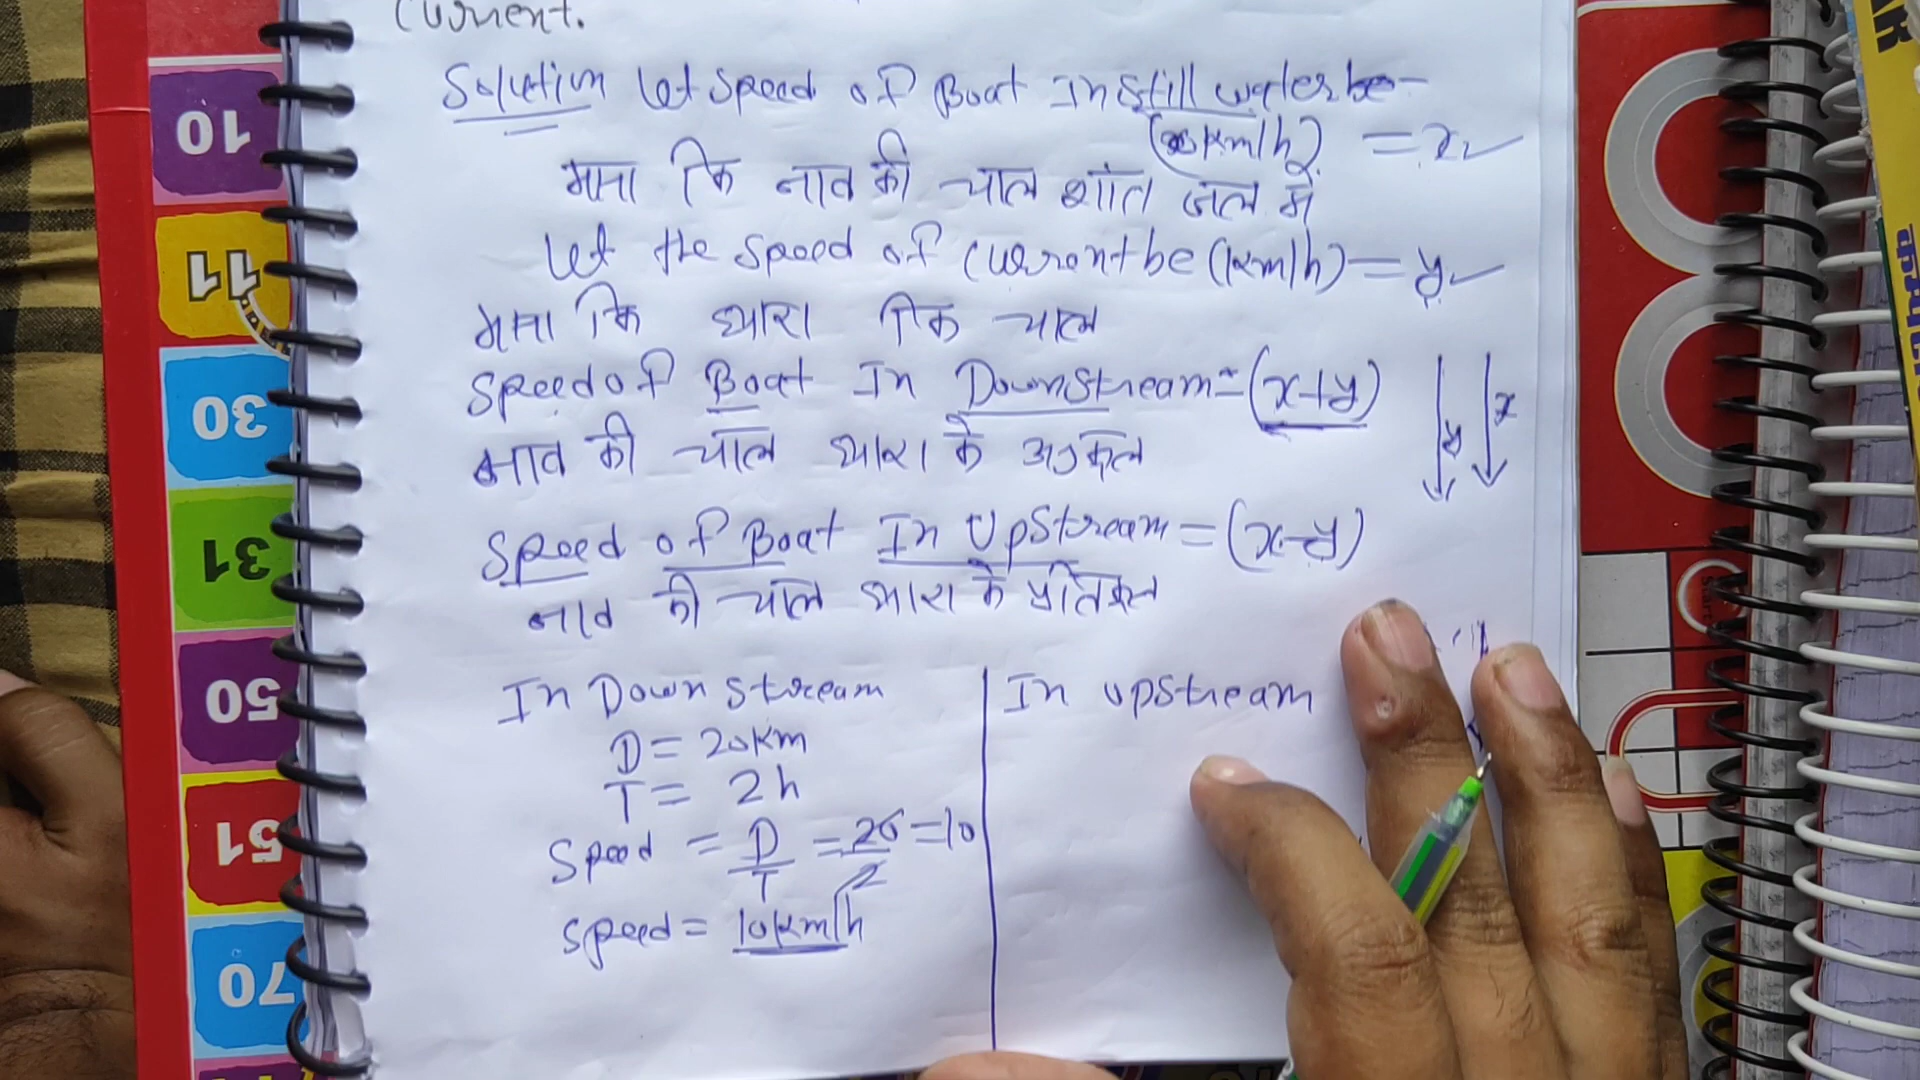 Current.
Solution let speed of Boat In still water be-
(km/h) = x
माना कि नाव की चाल शांत जल में
let the speed of current be (km/h) = y
माना कि धारा कि चाल
speed of Boat In Downstream = (x+y)
नाव की चाल धारा के अनुकूल
y x
Speed of Boat In Upstream = (x-y)
नाव की चाल धारा के प्रतिकूल
In Down stream
D = 20km
T = 2h
Speed = D/T = 20/2 = 10
speed = 10km/h
In upstream
10
11
30
31
50
51
70